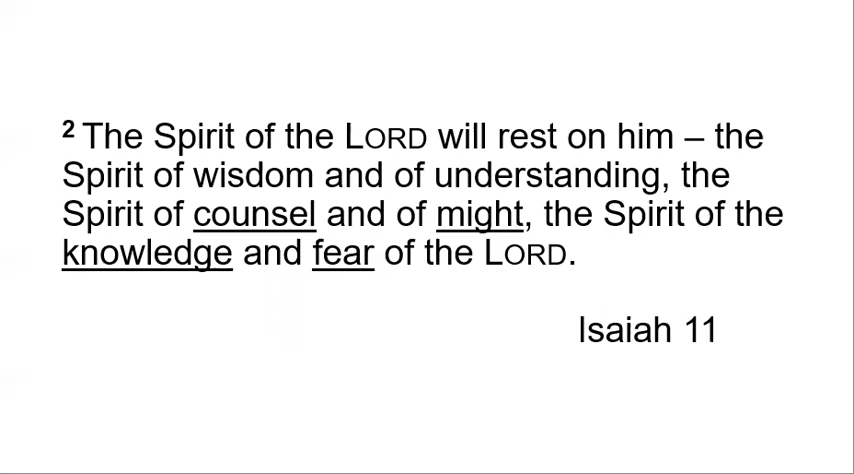 2 The Spirit of the LORD will rest on him – the
Spirit of wisdom and of understanding, the
Spirit of counsel and of might, the Spirit of the
knowledge and fear of the LORD.
Isaiah 11